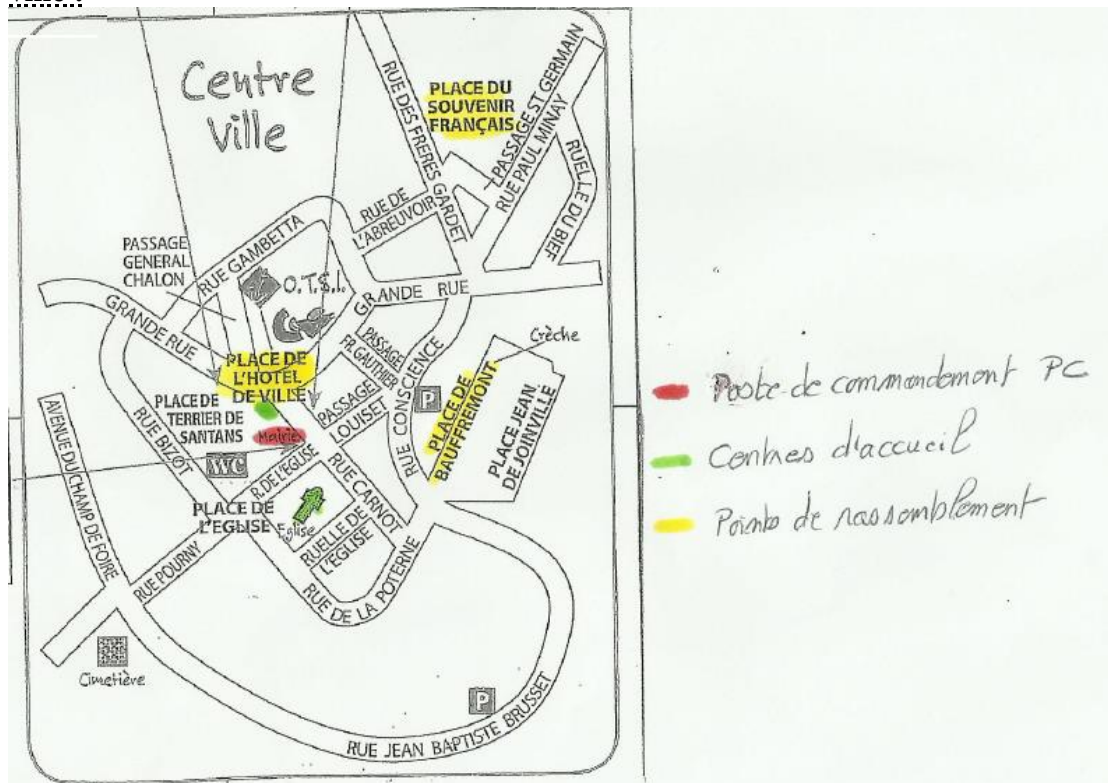 Centre
Ville
PLACE DU
SOUVENIR
FRANÇAIS
RUE DES FRERES GARDET
PASSAGE ST GERMAIN
RUE PAUL MINAY
RUELLE DU BIEF
RUE DE
L'ABREUVOIR
PASSAGE
GENERAL
CHALON
RUE GAMBETTA
O.T.S.I.
GRANDE RUE
GRANDE RUE
PLACE DE
L'HOTEL
DE VILLE
PASSAGE
FR. GAUTHIER
Crèche
PLACE DE
TERRIER DE
SANTANS
Mairie
PASSAGE
LOUISET
RUE CONSCIENCE
P
PLACE DE
BAUFFREMONT
PLACE JEAN
DE JOINVILLE
AVENUE DU CHAMP DE FOIRE
RUE BIZOT
WC
R. DE L'EGLISE
RUE CARNOT
PLACE DE
L'EGLISE
Eglise
RUELLE DE
L'EGLISE
RUE POURNY
RUE DE LA POTERNE
Cimetière
P
RUE JEAN BAPTISTE BRUSSET
Poste de commandement PC
Centres d'accueil
Points de rassemblement